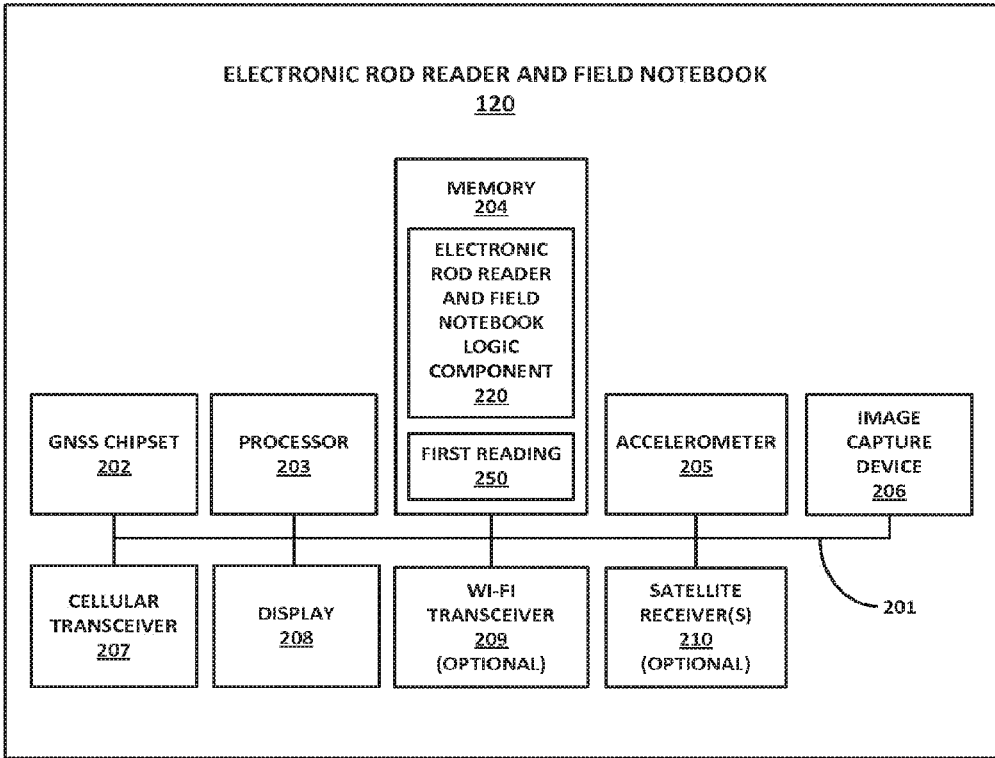 ELECTRONIC ROD READER AND FIELD NOTEBOOK
120
MEMORY
204
ELECTRONIC
ROD READER
AND FIELD
NOTEBOOK
LOGIC
COMPONENT
220
FIRST READING
250
GNSS CHIPSET
202
PROCESSOR
203
ACCELEROMETER
205
IMAGE
CAPTURE
DEVICE
206
CELLULAR
TRANSCEIVER
207
DISPLAY
208
WI-FI
TRANSCEIVER
209
(OPTIONAL)
SATELLITE
RECEIVER(S)
210
(OPTIONAL)
201